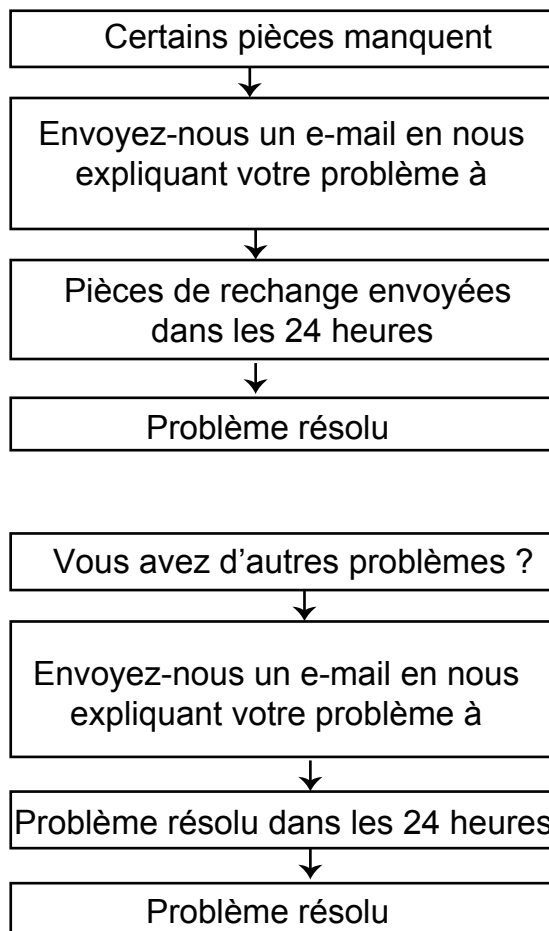 Certains pièces manquent
Envoyez-nous un e-mail en nous
expliquant votre problème à
Pièces de rechange envoyées
dans les 24 heures
Problème résolu
Vous avez d’autres problèmes ?
Envoyez-nous un e-mail en nous
expliquant votre problème à
Problème résolu dans les 24 heures
Problème résolu